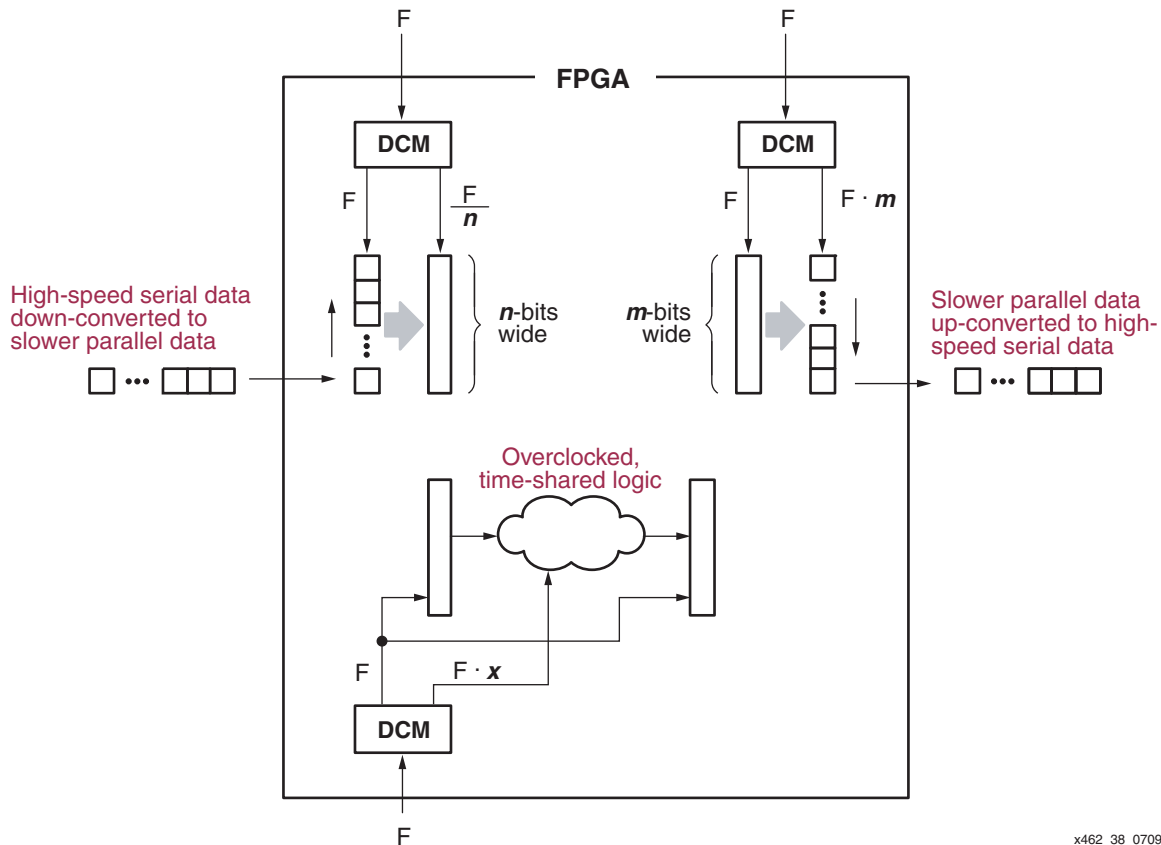 F
F
FPGA
DCM
DCM
F
F
n
F
F · m
High-speed serial data
down-converted to
slower parallel data
n-bits
wide
m-bits
wide
Slower parallel data
up-converted to high-
speed serial data
Overclocked,
time-shared logic
F
F · x
DCM
F
x462_38_0709